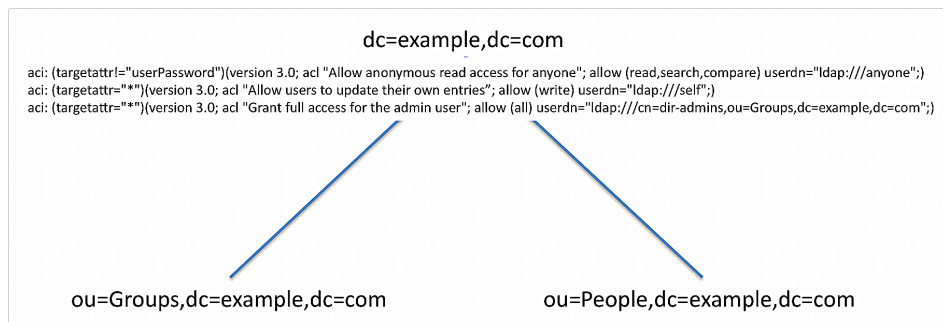 dc=example,dc=com
aci: (targetattr!="userPassword")(version 3.0; acl "Allow anonymous read access for anyone"; allow (read,search,compare) userdn="ldap:///anyone";)
aci: (targetattr="*")(version 3.0; acl "Allow users to update their own entries"; allow (write) userdn="ldap:///self";)
aci: (targetattr="*")(version 3.0; acl "Grant full access for the admin user"; allow (all) userdn="ldap:///cn=dir-admins,ou=Groups,dc=example,dc=com";)
ou=Groups,dc=example,dc=com
ou=People,dc=example,dc=com